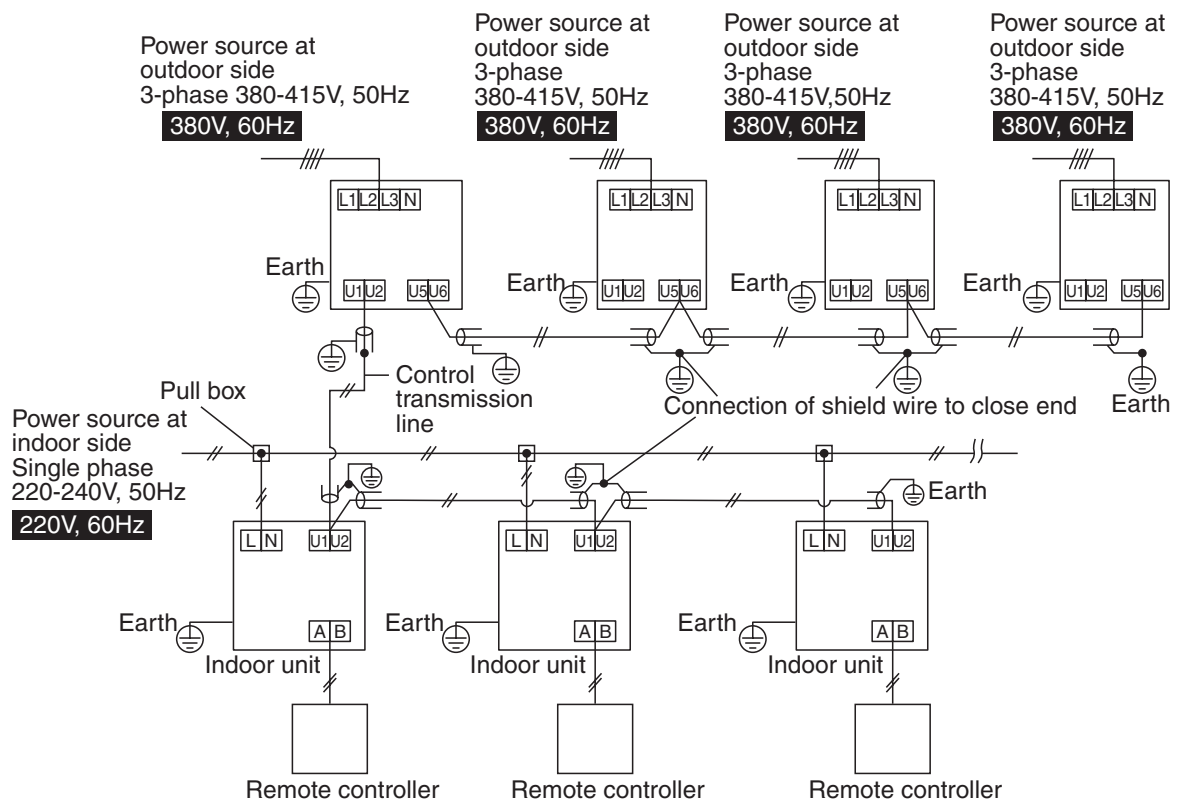 Power source at
outdoor side
3-phase 380-415V, 50Hz
380V, 60Hz
Power source at
outdoor side
3-phase
380-415V, 50Hz
380V, 60Hz
Power source at
outdoor side
3-phase
380-415V,50Hz
380V, 60Hz
Power source at
outdoor side
3-phase
380-415V, 50Hz
380V, 60Hz
L1 L2 L3 N
L1 L2 L3 N
L1 L2 L3 N
L1 L2 L3 N
Earth
Earth
Earth
Earth
U1 U2 U5 U6
U1 U2 U5 U6
U1 U2 U5 U6
U1 U2 U5 U6
Pull box
Control
transmission
line
Connection of shield wire to close end
Earth
Power source at
indoor side
Single phase
220-240V, 50Hz
220V, 60Hz
Earth
L N U1 U2
L N U1 U2
L N U1 U2
Earth
Earth
Earth
A B
A B
A B
Indoor unit
Indoor unit
Indoor unit
Remote controller
Remote controller
Remote controller